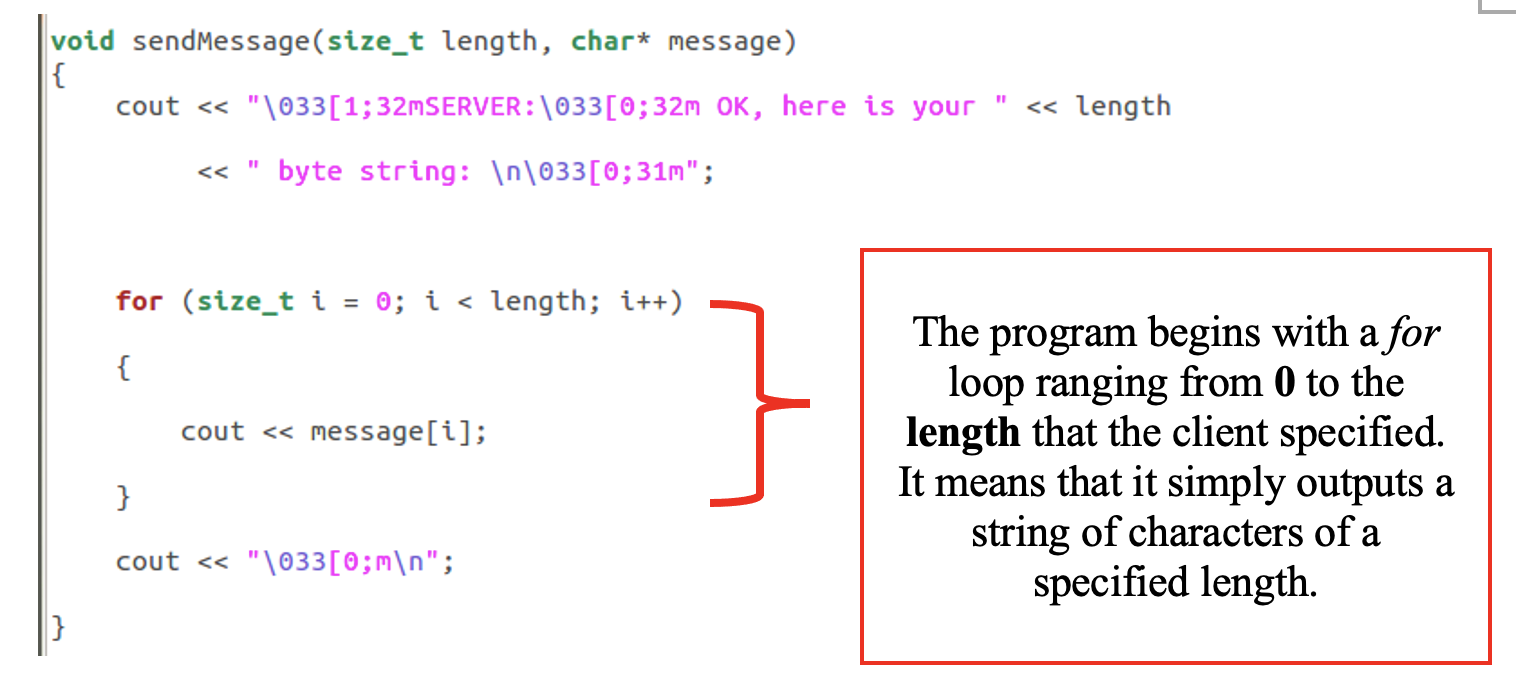 void sendMessage(size_t length, char* message)
{
cout << "\033[1;32mSERVER:\033[0;32m OK, here is your " << length
<< " byte string: \n\033[0;31m";
for (size_t i = 0; i < length; i++)
{
cout << message[i];
}
cout << "\033[0;m\n";
}
The program begins with a for
loop ranging from 0 to the
length that the client specified.
It means that it simply outputs a
string of characters of a
specified length.